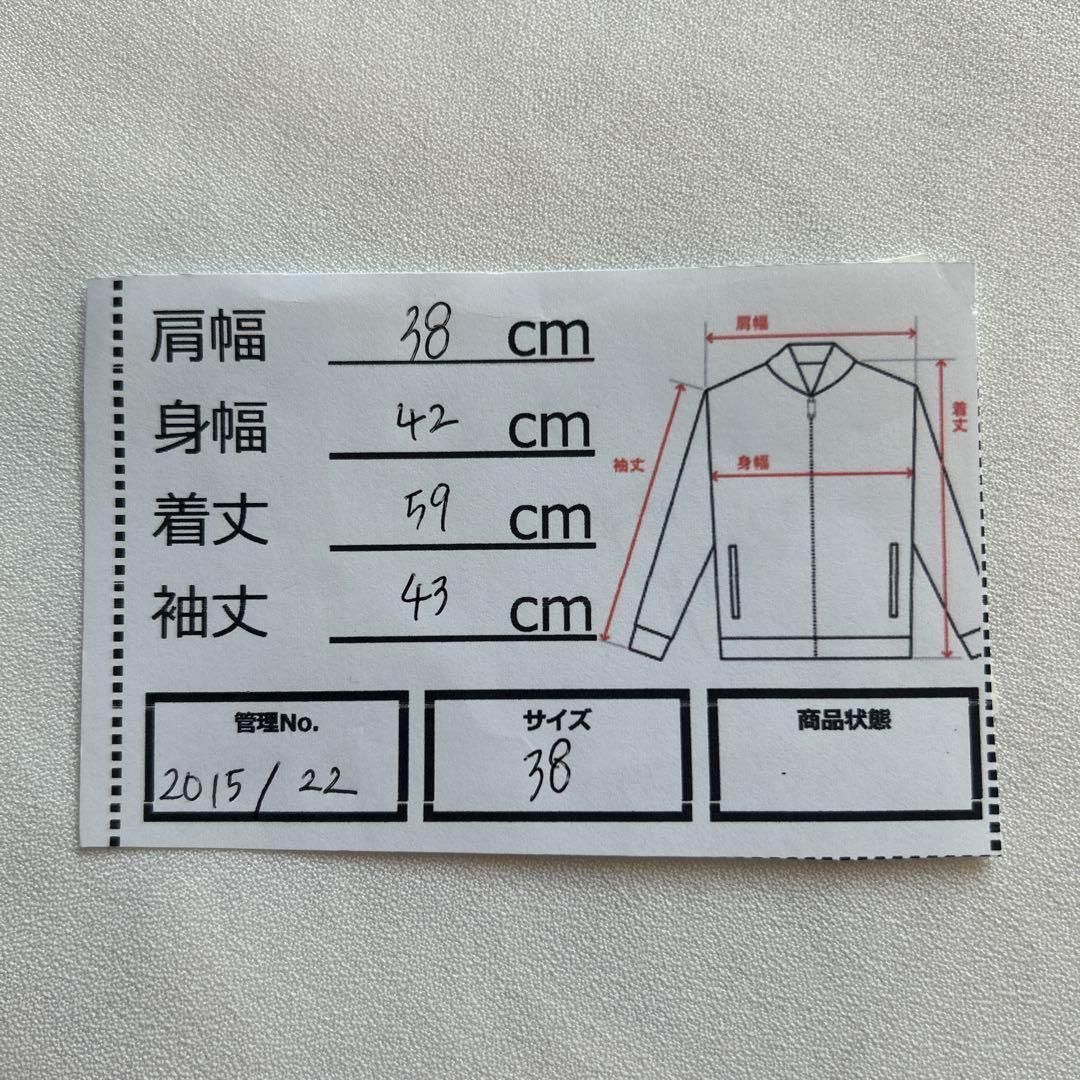 肩幅 38 cm
身幅 42 cm
着丈 59 cm
袖丈 43 cm
肩幅
着丈
袖丈
身幅
管理No.
2015/22
サイズ
38
商品状態